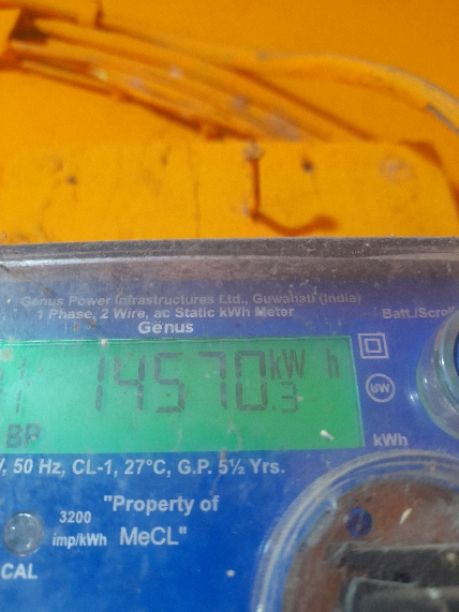 Genus Power Infrastructures Ltd., Guwahati (India)
1 Phase, 2 Wire, ac Static kWh Meter
Batt./Scroll
Genus
14570.3 kW h
BP
kWh
V, 50 Hz, CL-1, 27°C, G.P. 5½ Yrs.
"Property of
MeCL"
3200
imp/kWh
CAL